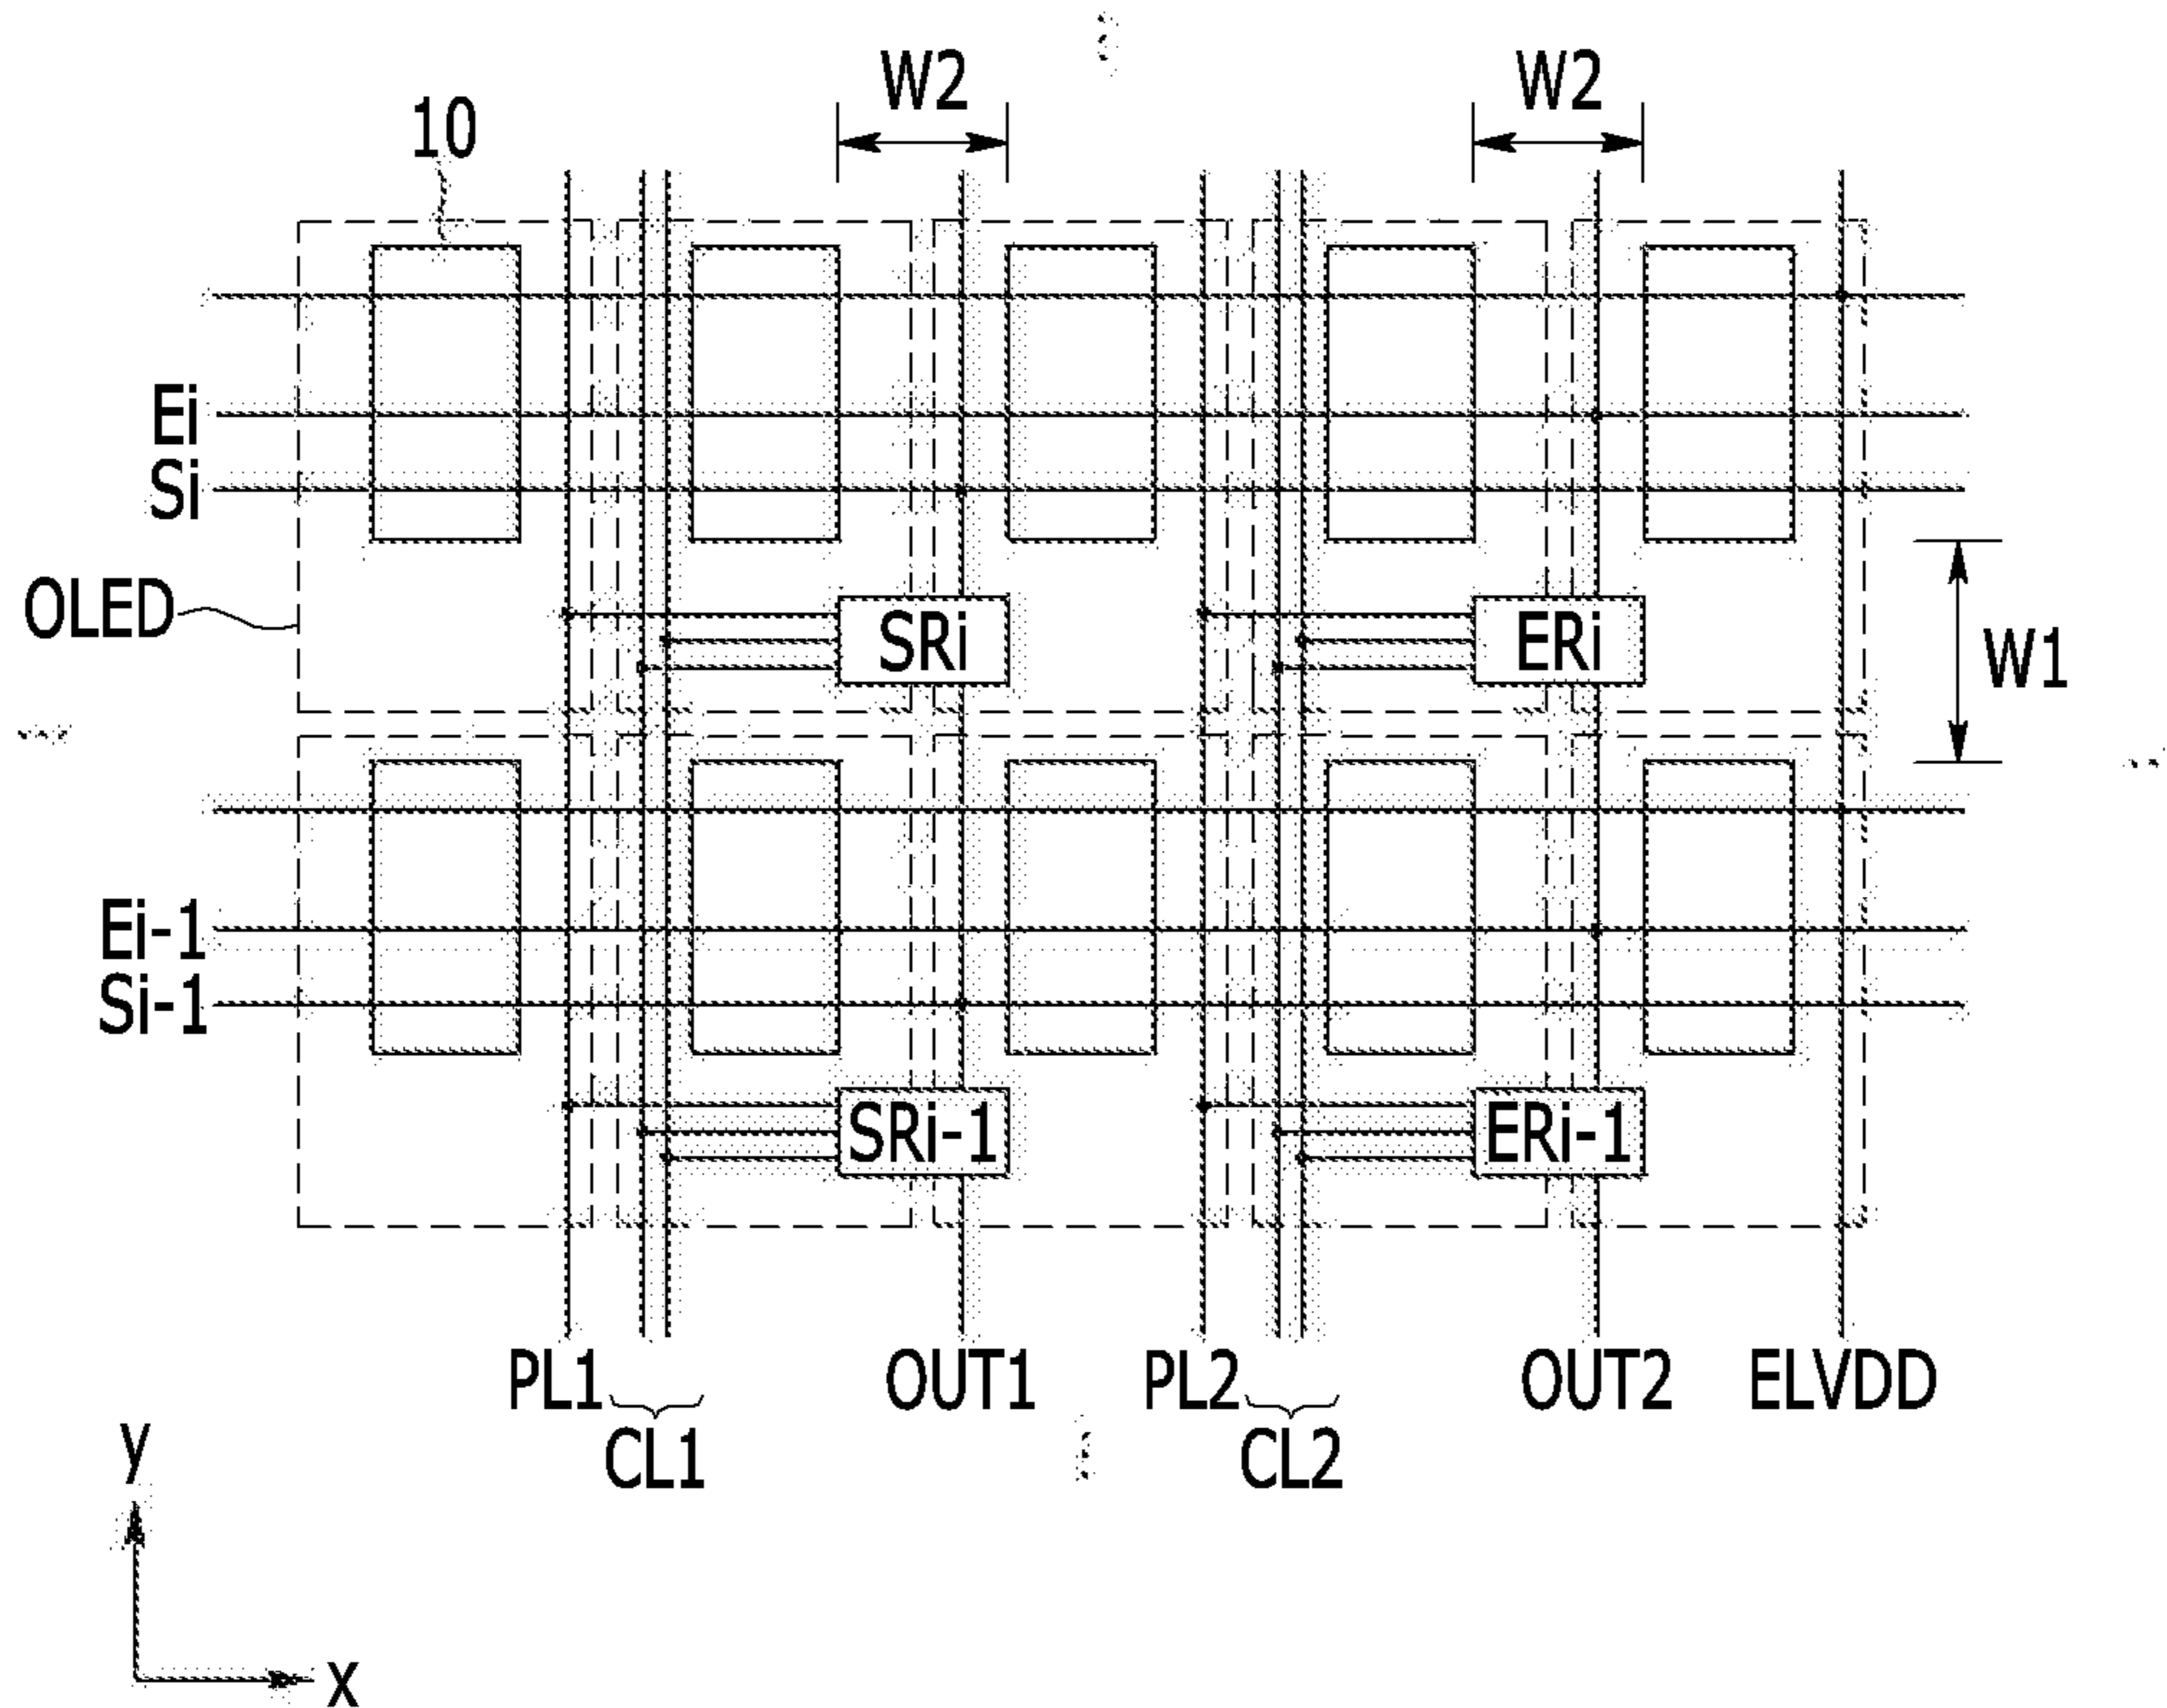 W2 W2
10
Ei
Si
OLED
SRi ERi
W1
Ei-1
Si-1
SRi-1 ERi-1
PL1 OUT1 PL2 OUT2 ELVDD
CL1 CL2
y
x